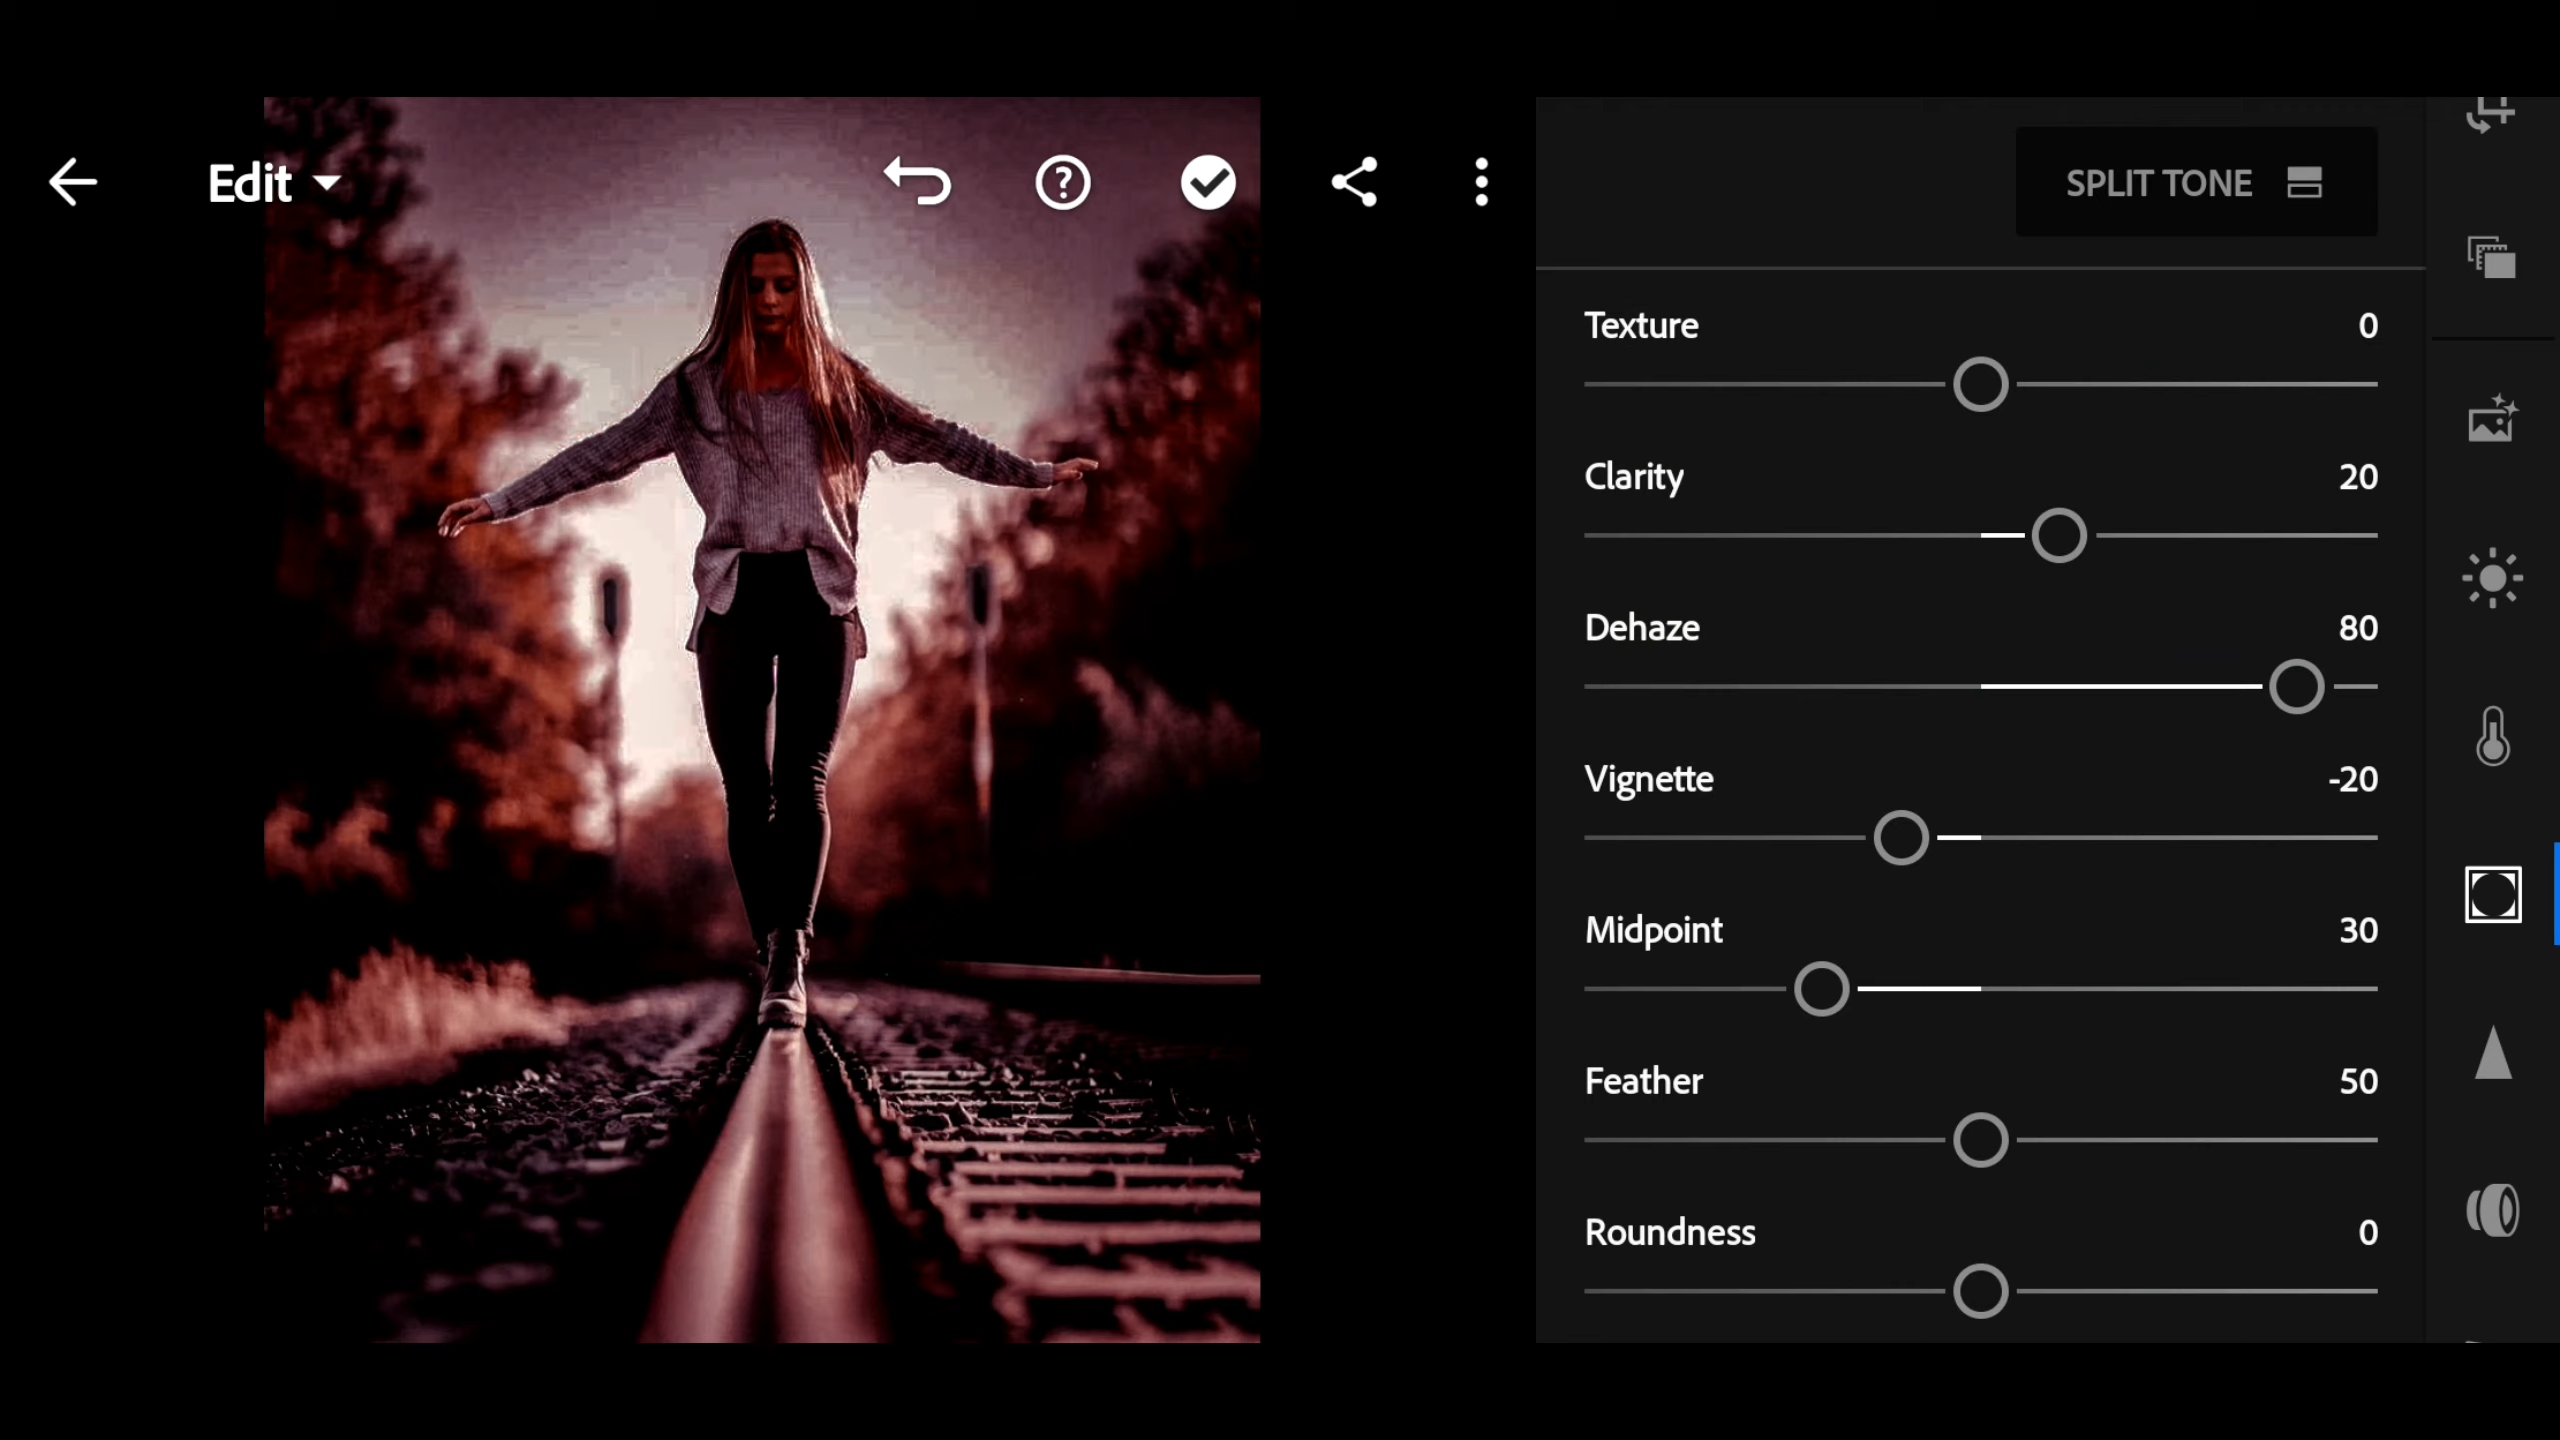 Edit
SPLIT TONE
Texture 0
Clarity 20
Dehaze 80
Vignette -20
Midpoint 30
Feather 50
Roundness 0